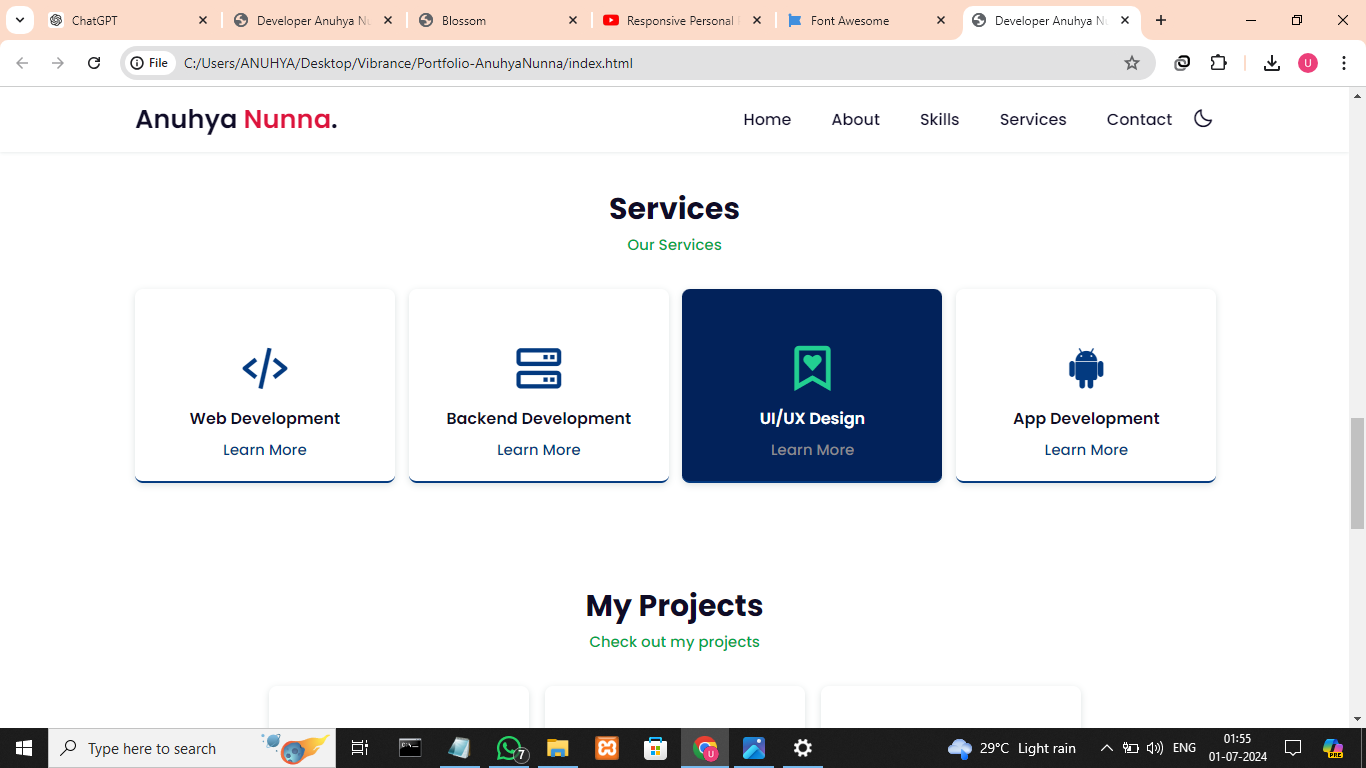 ChatGPT
Developer Anuhya Nu
Blossom
Responsive Personal
Font Awesome
Developer Anuhya Nu
File
C:/Users/ANUHYA/Desktop/Vibrance/Portfolio-AnuhyaNunna/index.html
U
Anuhya Nunna.
Home
About
Skills
Services
Contact
Services
Our Services
Web Development
Learn More
Backend Development
Learn More
UI/UX Design
Learn More
App Development
Learn More
My Projects
Check out my projects
Type here to search
7
U
29°C Light rain
ENG
01:55
01-07-2024
PRE